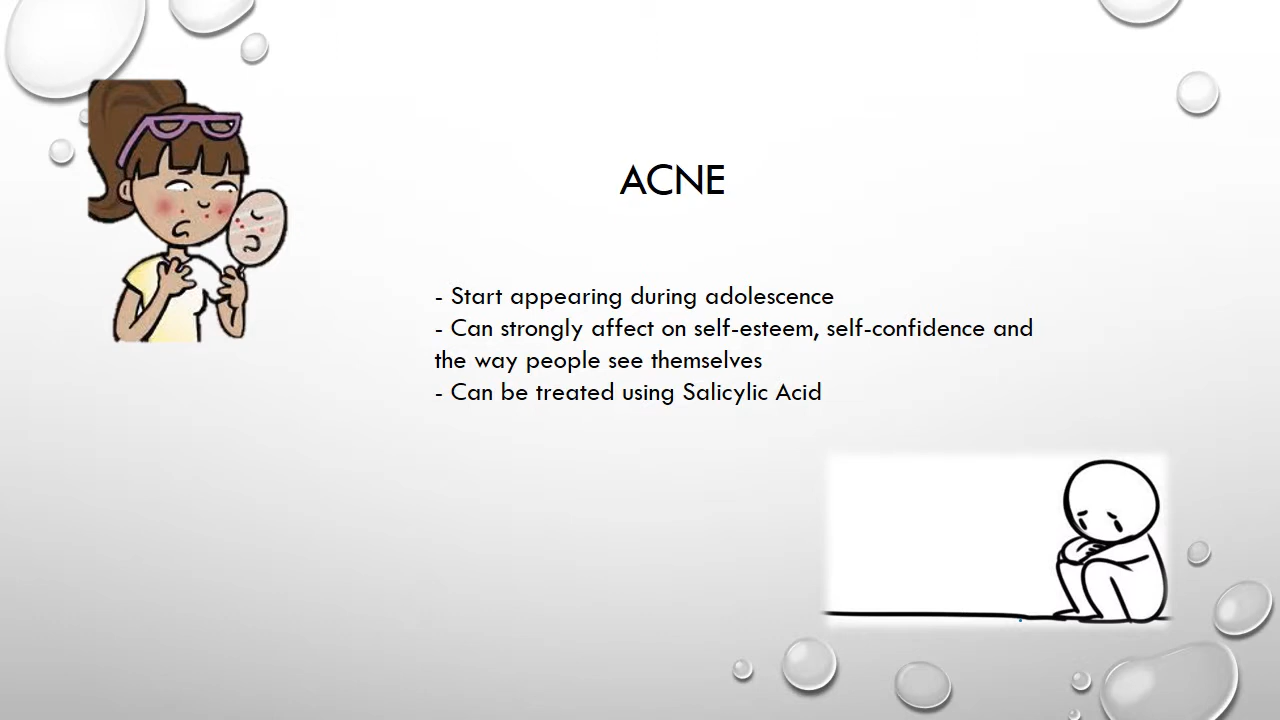 ACNE
- Start appearing during adolescence
- Can strongly affect on self-esteem, self-confidence and
the way people see themselves
- Can be treated using Salicylic Acid